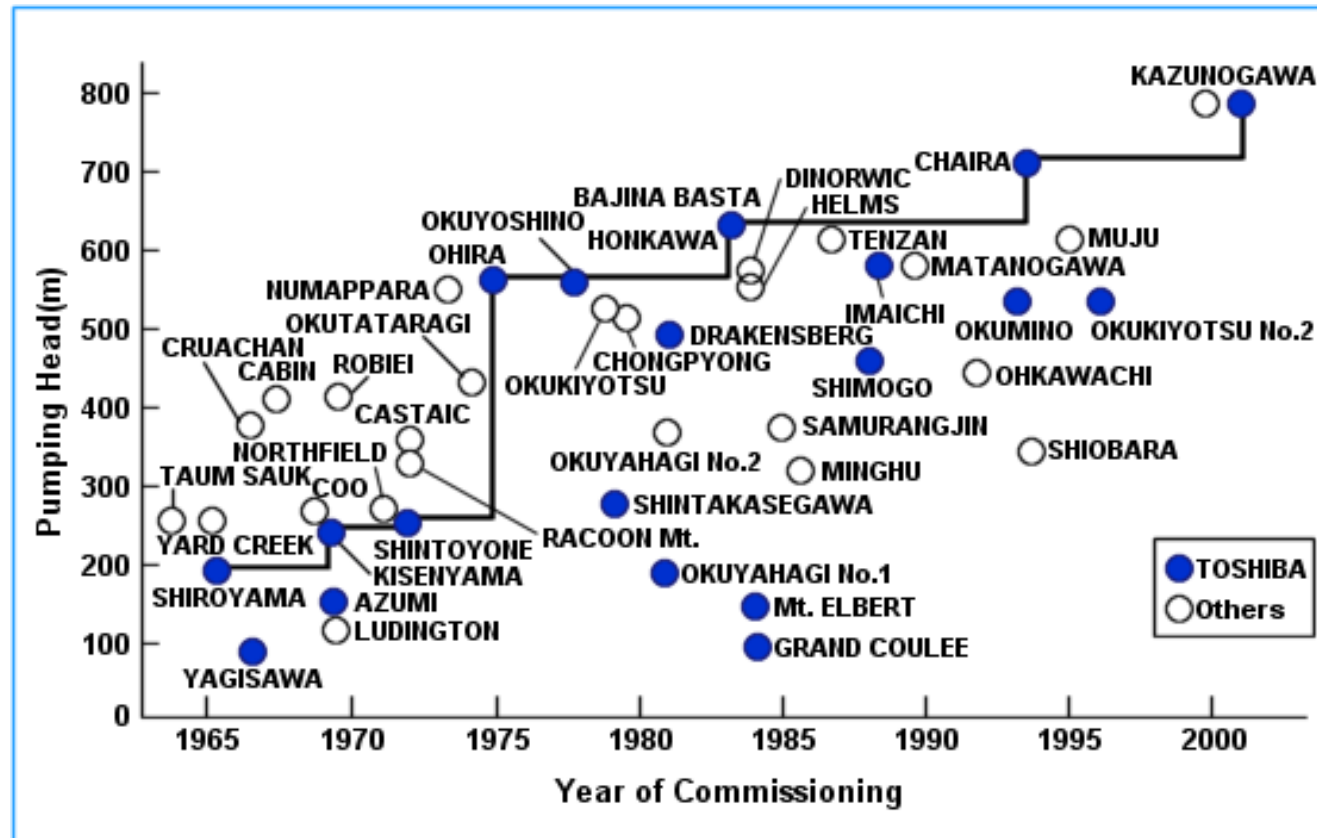 KAZUNOGAWA
800
CHAIRA
700
DINORWIC
BAJINA BASTA
HELMS
OKUYOSHINO
HONKAWA
TENZAN
MUJU
600
OHIRA
MATANOGAWA
NUMAPPARA
IMAICHI
OKUTATARAGI
OKUMINO
OKUKIYOTSU No.2
500
DRAKENSBERG
CRUACHAN
CHONGPYONG
ROBIEI
CABIN
OKUKIYOTSU
SHIMOGO
OHKAWACHI
400
CASTAIC
SAMURANGJIN
NORTHFIELD
OKUYAHAGI No.2
SHIOBARA
TAUM SAUK
COO
MINGHU
300
SHINTAKASEGAWA
RACOON Mt.
YARD CREEK
SHINTOYONE
KISENYAMA
200
OKUYAHAGI No.1
TOSHIBA
SHIROYAMA
AZUMI
Mt. ELBERT
Others
LUDINGTON
100
GRAND COULEE
YAGISAWA
0
Pumping Head(m)
1965 1970 1975 1980 1985 1990 1995 2000
Year of Commissioning